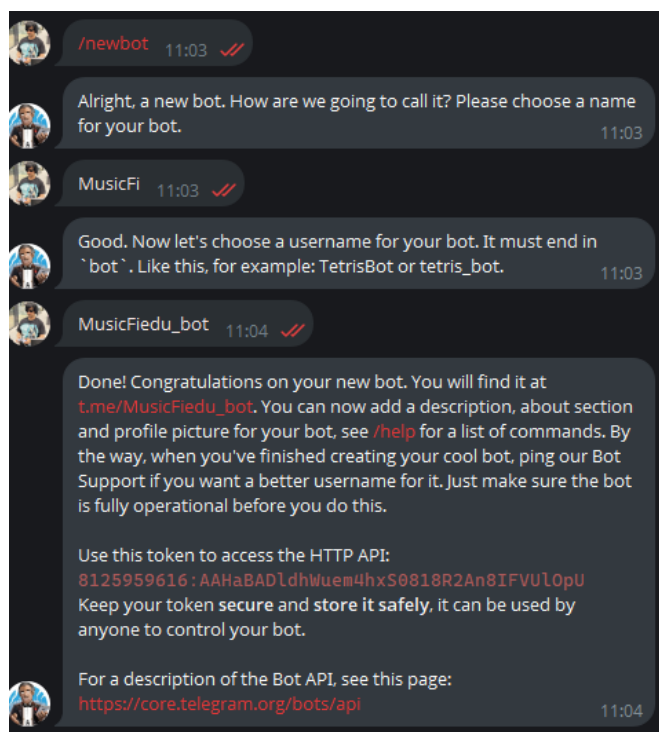 /newbot 11:03
Alright, a new bot. How are we going to call it? Please choose a name
for your bot.
11:03
MusicFi 11:03
Good. Now let's choose a username for your bot. It must end in
`bot`. Like this, for example: TetrisBot or tetris_bot.
11:03
MusicFiedu_bot 11:04
Done! Congratulations on your new bot. You will find it at
t.me/MusicFiedu_bot. You can now add a description, about section
and profile picture for your bot, see /help for a list of commands. By
the way, when you've finished creating your cool bot, ping our Bot
Support if you want a better username for it. Just make sure the bot
is fully operational before you do this.
Use this token to access the HTTP API:
8125959616:AAHaBADldhWuem4hxS0818R2An8IFVUlOpU
Keep your token secure and store it safely, it can be used by
anyone to control your bot.
For a description of the Bot API, see this page:
https://core.telegram.org/bots/api
11:04